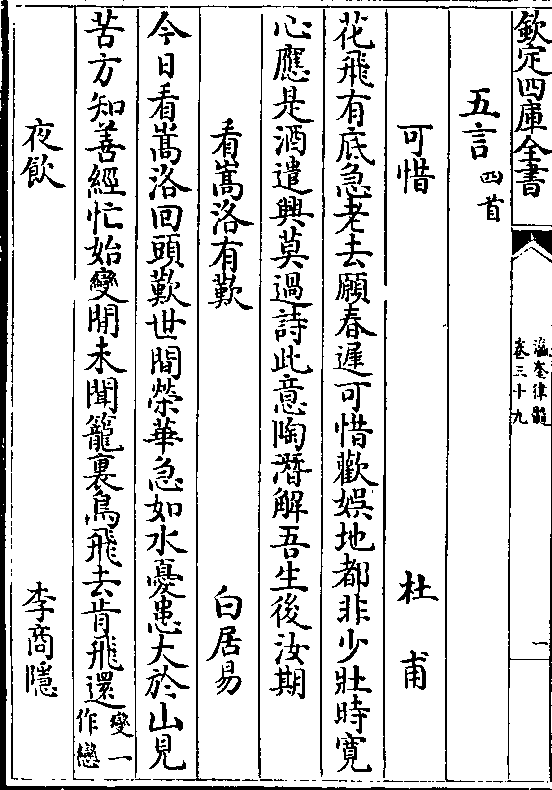 欽定四庫全書
瀛奎律髓
卷三十九
一
五言四首
可惜 杜甫
花飛有底急老去願春遲可惜歡娛地都非少壯時寬
心應是酒遣興莫過詩此意陶潛解吾生後汝期
看嵩洛有歎 白居易
今日看嵩洛回頭歎世間榮華急如水憂患大於山見
苦方知善經忙始變閒未聞籠裏鳥飛去肯飛還變一作戀
夜飲 李商隱